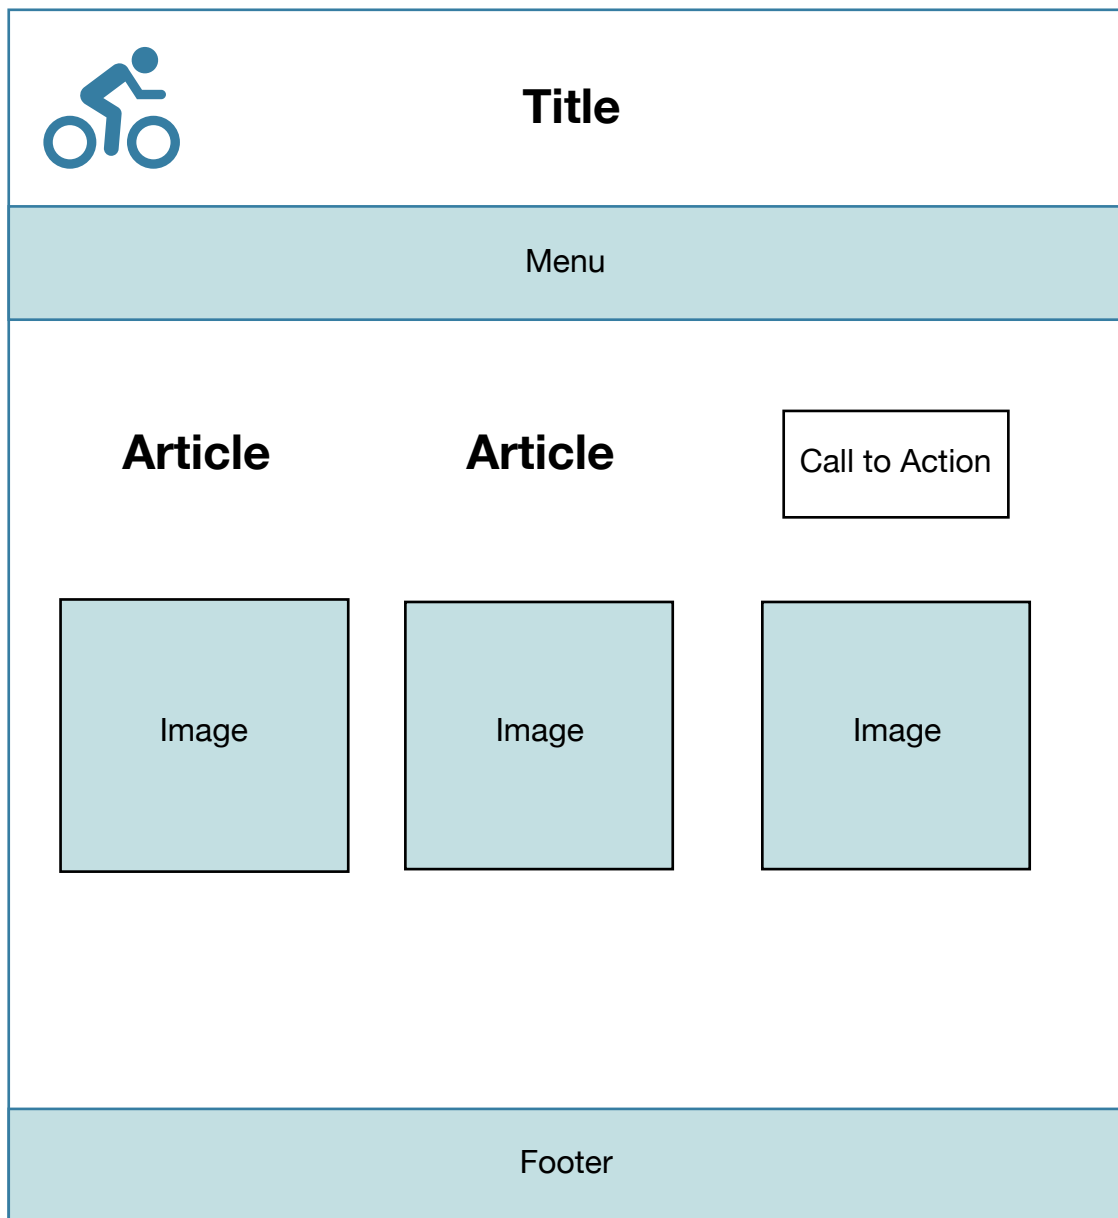 Title
Menu
Article
Article
Call to Action
Image
Image
Image
Footer